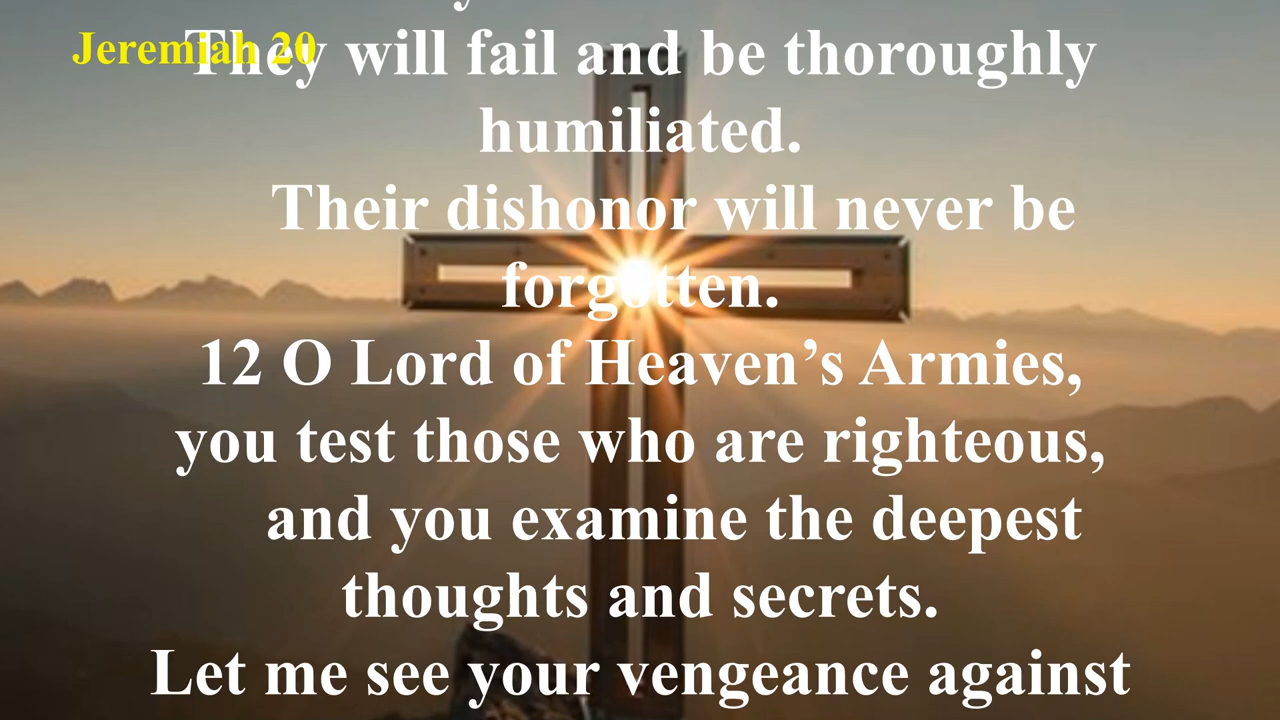 Jeremiah 20
They will fail and be thoroughly
humiliated.
Their dishonor will never be
forgotten.
12 O Lord of Heaven’s Armies,
you test those who are righteous,
and you examine the deepest
thoughts and secrets.
Let me see your vengeance against